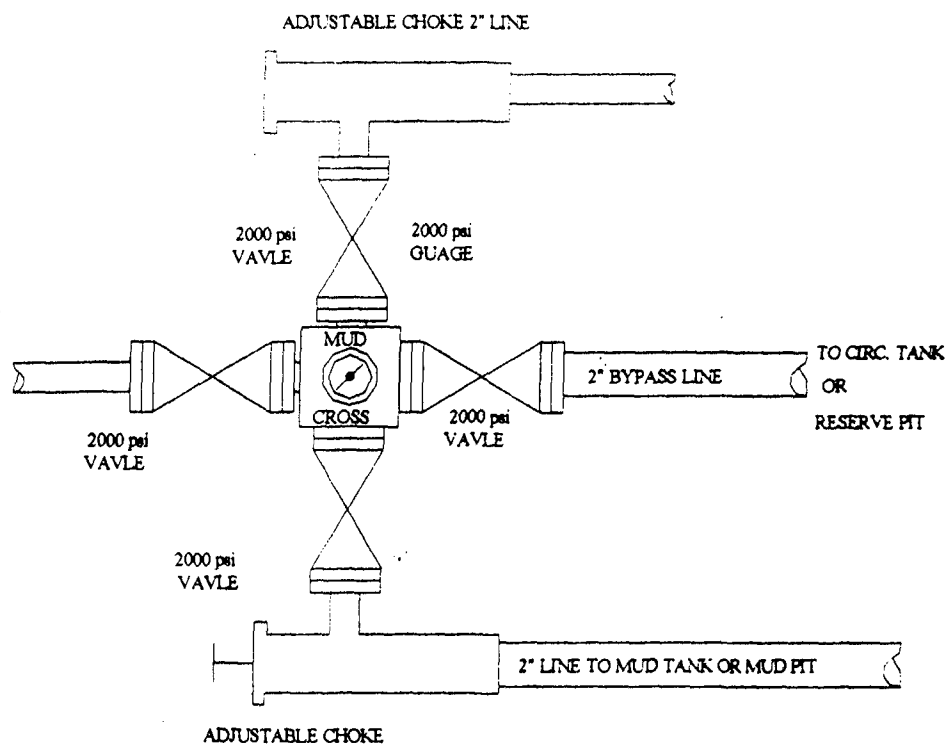 ADJUSTABLE CHOKE 2" LINE
2000 psi
VAVLE
2000 psi
GUAGE
MUD
CROSS
2" BYPASS LINE
TO CIRC. TANK
OR
RESERVE PIT
2000 psi
VAVLE
2000 psi
VAVLE
2000 psi
VAVLE
2" LINE TO MUD TANK OR MUD PIT
ADJUSTABLE CHOKE